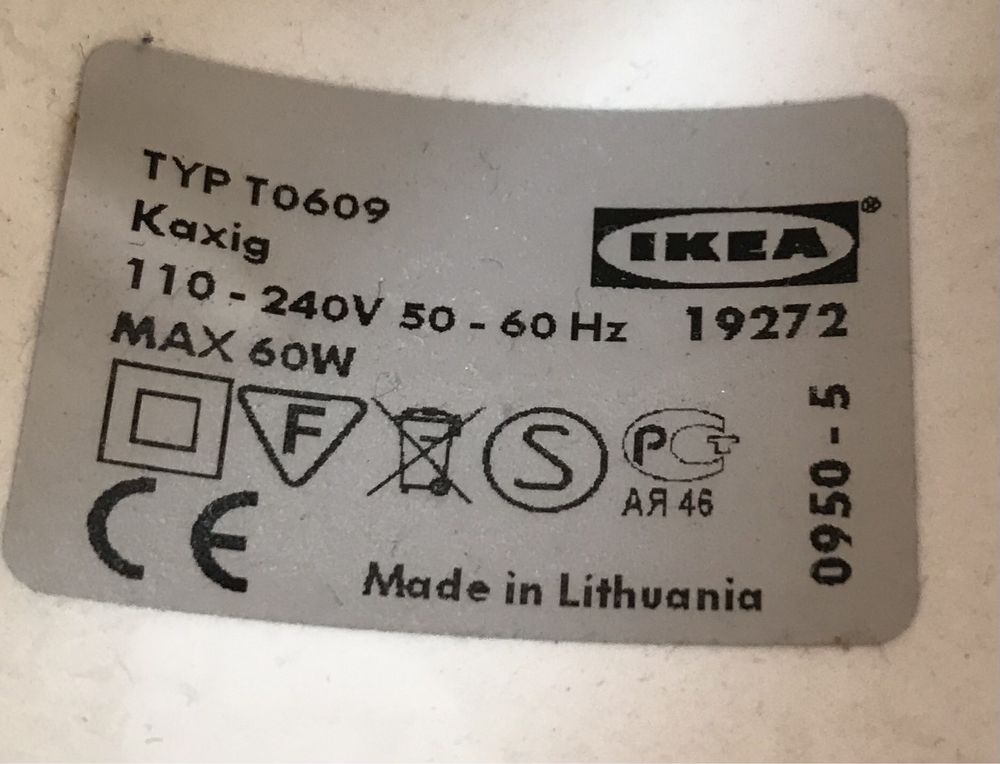 TYP T0609
Kaxig
110 - 240V 50 - 60 Hz
MAX 60W
IKEA®
19272
F
S
PCT
АЯ 46
CE
0950 - 5
Made in Lithuania